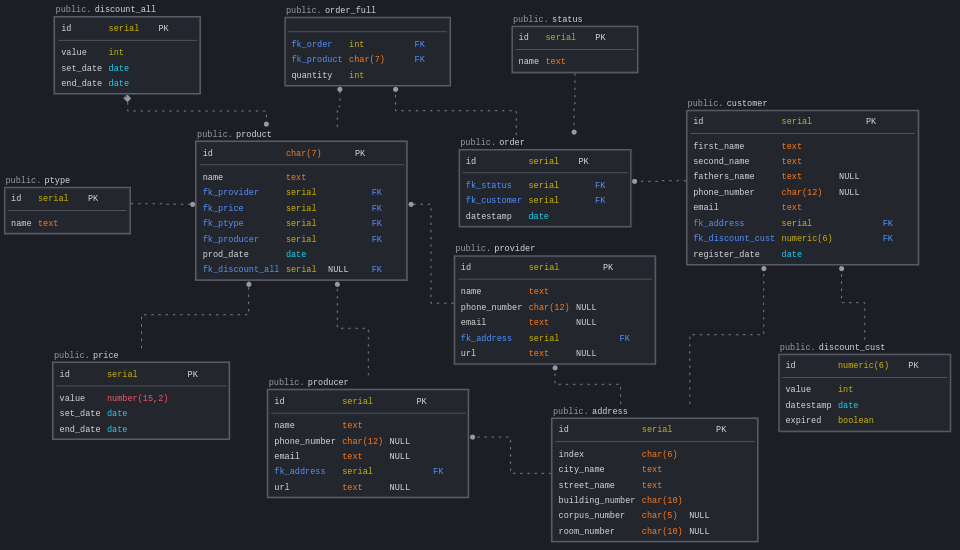 public. discount_all
id serial PK
value int
set_date date
end_date date
public. order_full
fk_order int FK
fk_product char(7) FK
quantity int
public. status
id serial PK
name text
public. customer
id serial PK
first_name text
second_name text
fathers_name text NULL
phone_number char(12) NULL
email text
fk_address serial FK
fk_discount_cust numeric(6) FK
register_date date
public. product
id char(7) PK
name text
fk_provider serial FK
fk_price serial FK
fk_ptype serial FK
fk_producer serial FK
prod_date date
fk_discount_all serial NULL FK
public. order
id serial PK
fk_status serial FK
fk_customer serial FK
datestamp date
public. ptype
id serial PK
name text
public. provider
id serial PK
name text
phone_number char(12) NULL
email text NULL
fk_address serial FK
url text NULL
public. price
id serial PK
value number(15,2)
set_date date
end_date date
public. producer
id serial PK
name text
phone_number char(12) NULL
email text NULL
fk_address serial FK
url text NULL
public. discount_cust
id numeric(6) PK
value int
datestamp date
expired boolean
public. address
id serial PK
index char(6)
city_name text
street_name text
building_number char(10)
corpus_number char(5) NULL
room_number char(10) NULL